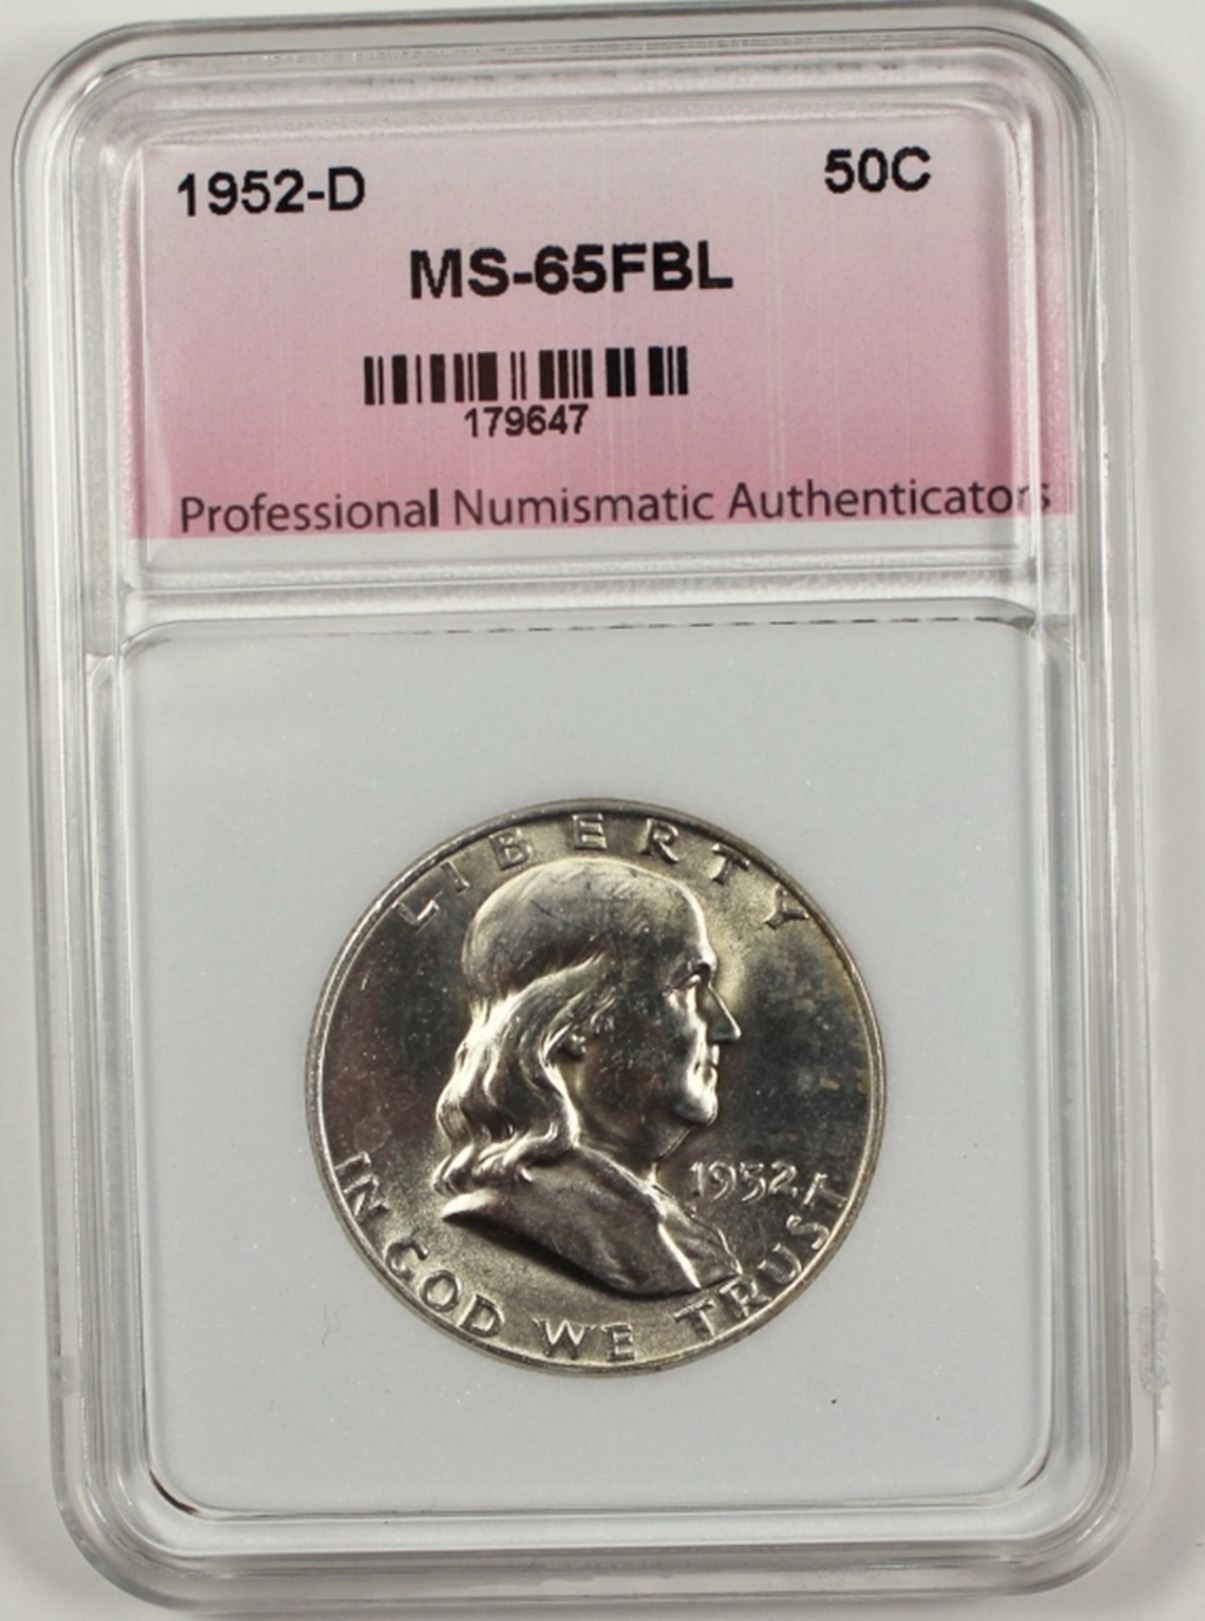 1952-D 50C
MS-65FBL
179647
Professional Numismatic Authenticators
LIBERTY
1952
IN GOD WE TRUST